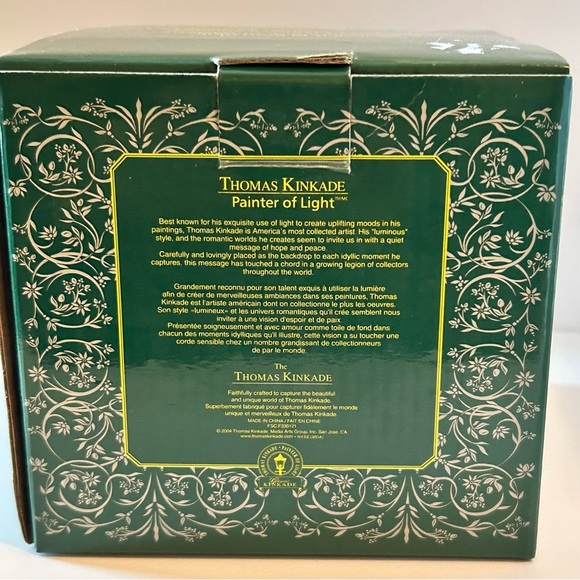 THOMAS KINKADE
Painter of Light™/MC
Best known for his exquisite use of light to create uplifting moods in his
paintings, Thomas Kinkade is America's most collected artist. His "luminous"
style, and the romantic worlds he creates seem to invite us in with a quiet
message of hope and peace.
Carefully and lovingly placed as the backdrop to each idyllic moment he
captures, this message has touched a chord in a growing legion of collectors
throughout the world.
Grandement reconnu pour son talent exquis à utiliser la lumière
afin de créer de merveilleuses ambiances dans ses peintures, Thomas
Kinkade est l'artiste américain dont on collectionne le plus les oeuvres.
Son style «lumineux» et les univers romantiques qu'il crée semblent nous
inviter à une vision d'espoir et de paix.
Présentée soigneusement et avec amour comme toile de fond dans
chacun des moments idylliques qu'il illustre, cette vision a su toucher une
corde sensible chez un nombre grandissant de collectionneurs
de par le monde.
The
THOMAS KINKADE
Faithfully crafted to capture the beautiful
and unique world of Thomas Kinkade.
Superbement fabriqué pour capturer fidèlement le monde
unique et merveilleux de Thomas Kinkade.
MADE IN CHINA / FAIT EN CHINE
© 2004 Thomas Kinkade, Media Arts Group, Inc. San Jose, CA
www.thomaskinkade.com
THOMAS KINKADE • PAINTER OF LIGHT
KINKADE